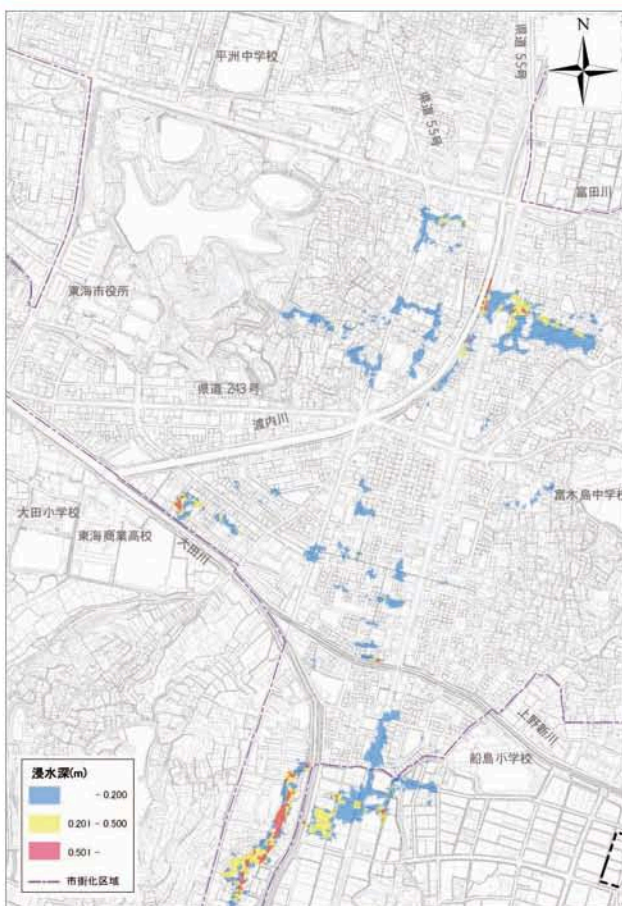 N
県道 55号
平洲中学校
県道 55号
富田川
東海市役所
県道 243号
渡内川
富木島中学校
大田小学校
東海商業高校
大田川
上野新川
船島小学校
浸水深(m)
- 0.200
0.201 - 0.500
0.501 -
市街化区域